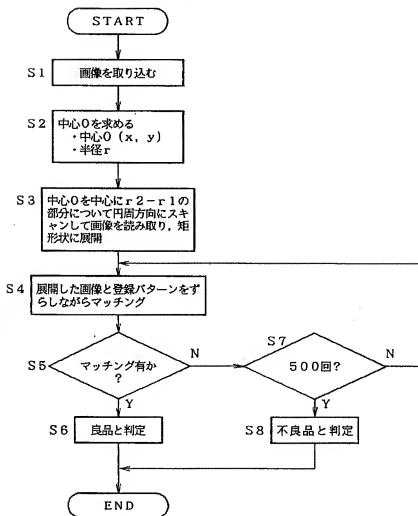 START
S1 画像を取り込む
S2 中心Oを求める
・中心O (x, y)
・半径r
S3 中心Oを中心にr2-r1の
部分について円周方向にスキ
ャンして画像を読み取り，矩
形状に展開
S4 展開した画像と登録パターンをず
らしながらマッチング
S5 マッチング有か
?
N
Y
S7
500回?
N
Y
S6 良品と判定
S8 不良品と判定
END